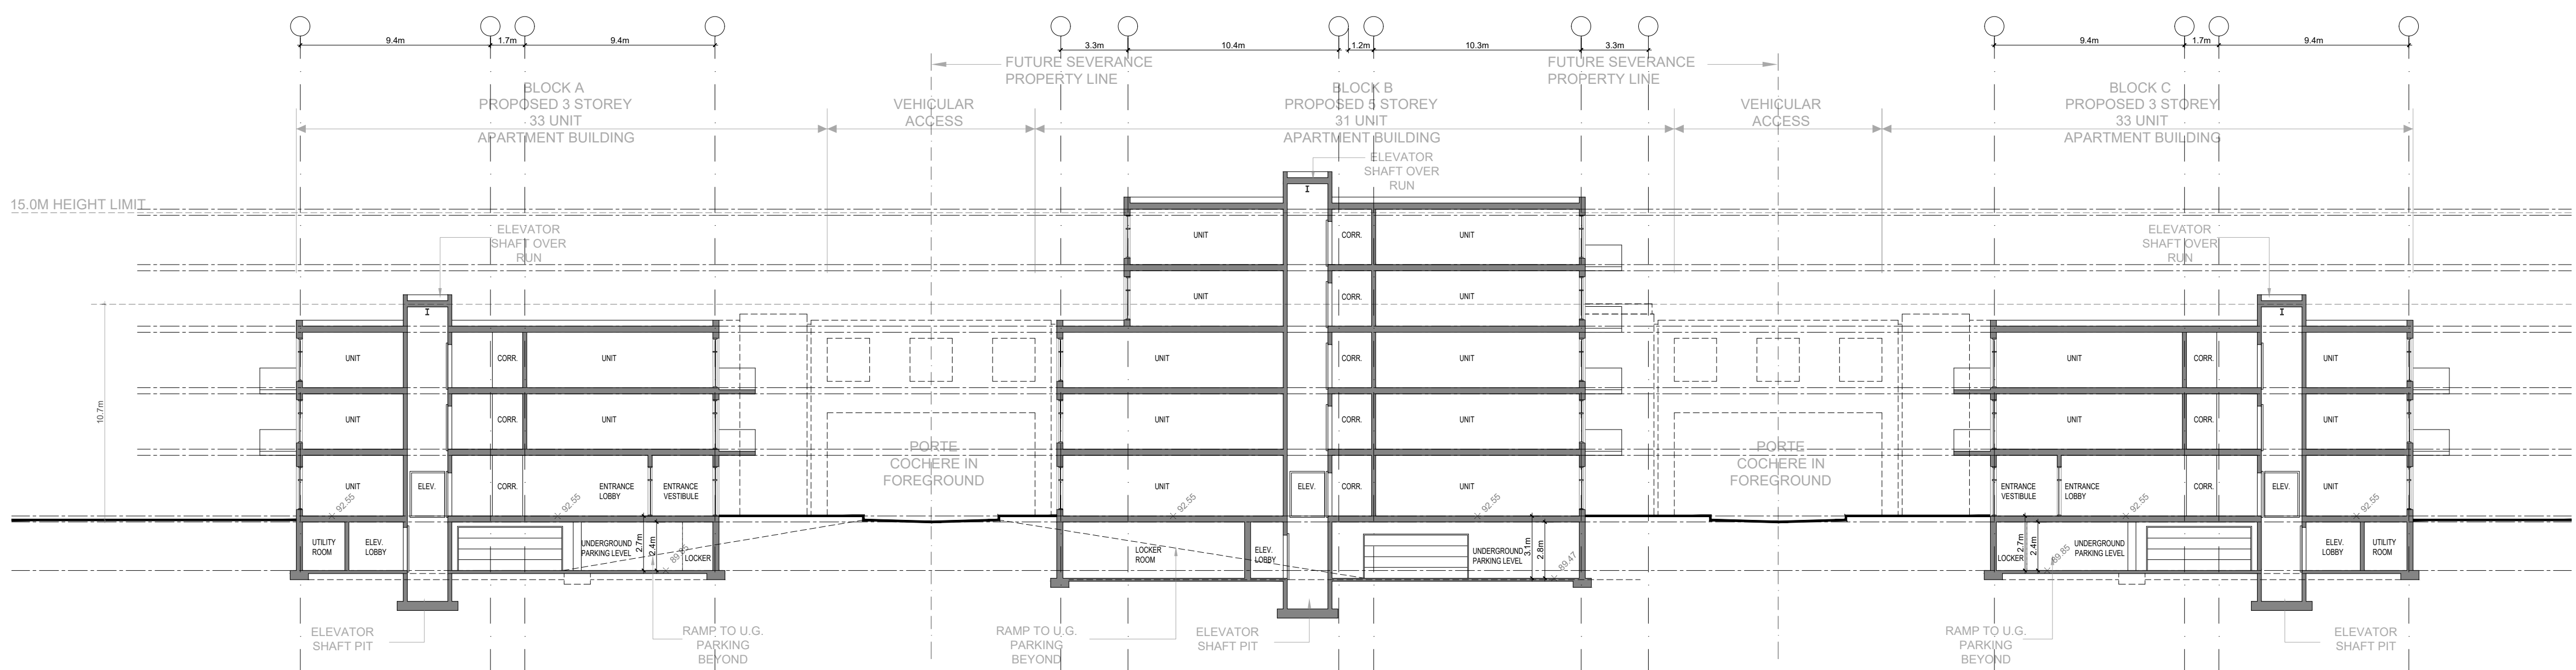 9.4m 1.7m 9.4m 3.3m 10.4m 1.2m 10.3m 3.3m 9.4m 1.7m 9.4m
FUTURE SEVERANCE
PROPERTY LINE
FUTURE SEVERANCE
PROPERTY LINE
BLOCK A
PROPOSED 3 STOREY
33 UNIT
APARTMENT BUILDING
VEHICULAR
ACCESS
BLOCK B
PROPOSED 5 STOREY
31 UNIT
APARTMENT BUILDING
VEHICULAR
ACCESS
BLOCK C
PROPOSED 3 STOREY
33 UNIT
APARTMENT BUILDING
ELEVATOR
SHAFT OVER
RUN
15.0M HEIGHT LIMIT
ELEVATOR
SHAFT OVER
RUN
ELEVATOR
SHAFT OVER
RUN
I
I
I
UNIT CORR. UNIT
UNIT CORR. UNIT
UNIT CORR. UNIT
UNIT CORR. UNIT
UNIT CORR. UNIT
10.7m
UNIT CORR. UNIT
UNIT CORR. UNIT
UNIT CORR. UNIT
PORTE
COCHERE IN
FOREGROUND
PORTE
COCHERE IN
FOREGROUND
UNIT
ELEV.
CORR.
ENTRANCE
LOBBY
ENTRANCE
VESTIBULE
92.55
92.55
UNIT
ELEV.
CORR.
UNIT
92.55
92.55
ENTRANCE
VESTIBULE
ENTRANCE
LOBBY
CORR.
ELEV.
UNIT
92.55
92.55
UTILITY
ROOM
ELEV.
LOBBY
UNDERGROUND
PARKING LEVEL
2.7m
2.4m
89.85
LOCKER
LOCKER
ROOM
ELEV.
LOBBY
UNDERGROUND
PARKING LEVEL
3.1m
2.8m
89.47
LOCKER
2.7m
2.4m
89.85
UNDERGROUND
PARKING LEVEL
ELEV.
LOBBY
UTILITY
ROOM
ELEVATOR
SHAFT PIT
RAMP TO U.G.
PARKING
BEYOND
RAMP TO U.G.
PARKING
BEYOND
ELEVATOR
SHAFT PIT
RAMP TO U.G.
PARKING
BEYOND
ELEVATOR
SHAFT PIT